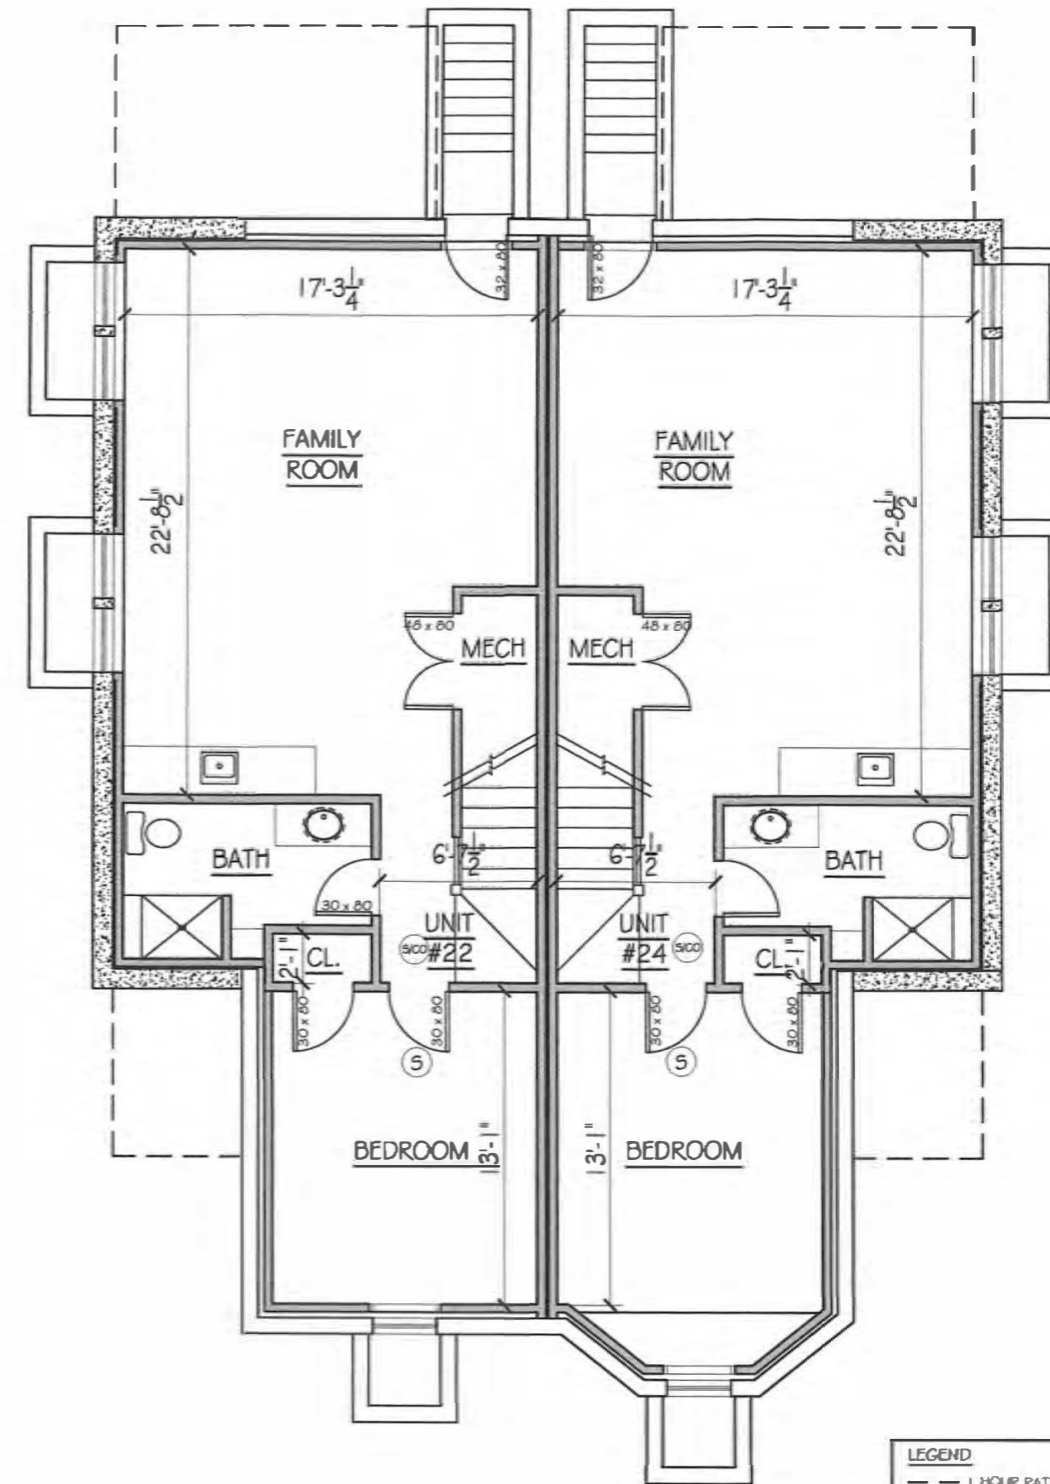 32 x 80
32 x 80
17'-3 1/4"
17'-3 1/4"
FAMILY
ROOM
FAMILY
ROOM
22'-8 1/2"
22'-8 1/2"
48 x 80
48 x 80
MECH
MECH
6'-7 1/2"
6'-7 1/2"
BATH
BATH
30 x 80
UNIT
#22
UNIT
#24
S/CO
S/CO
2'-1"
CL.
CL.
2'-1"
30 x 80
30 x 80
30 x 80
30 x 80
S
S
BEDROOM
13'-1"
13'-1"
BEDROOM
LEGEND
1 HOUR